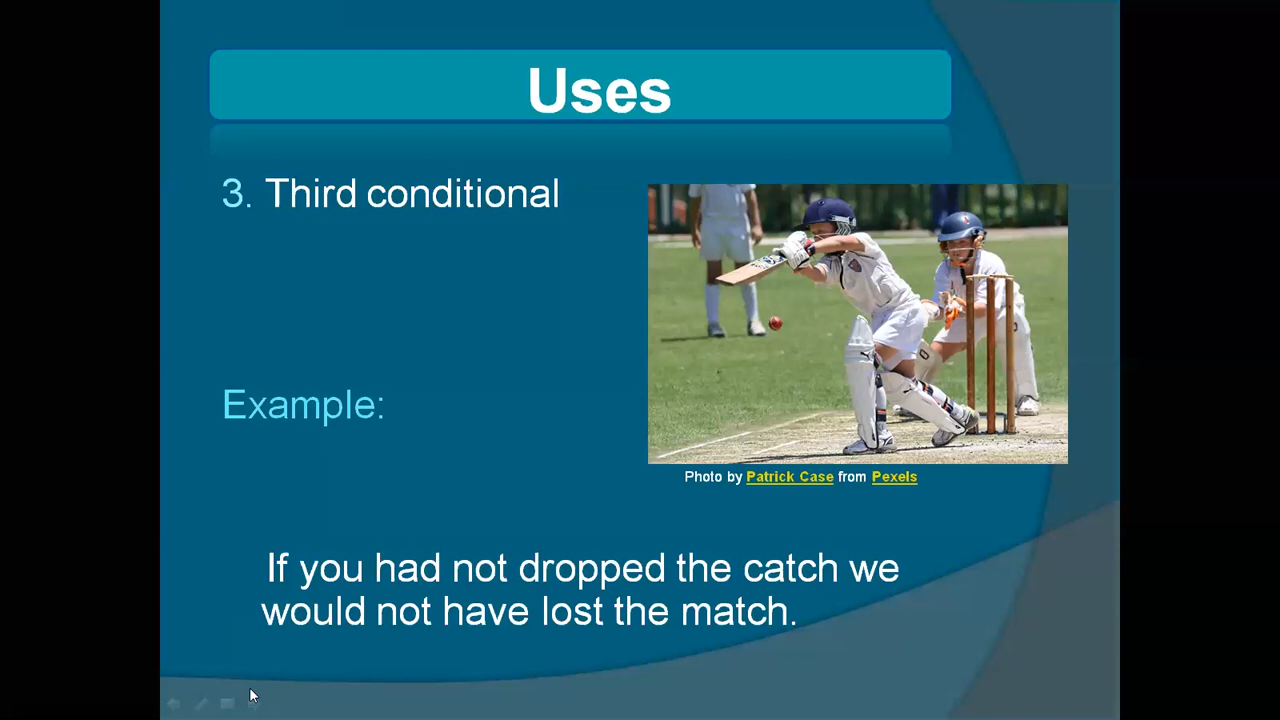 Uses
3. Third conditional
Example:
Photo by Patrick Case from Pexels
If you had not dropped the catch we
would not have lost the match.